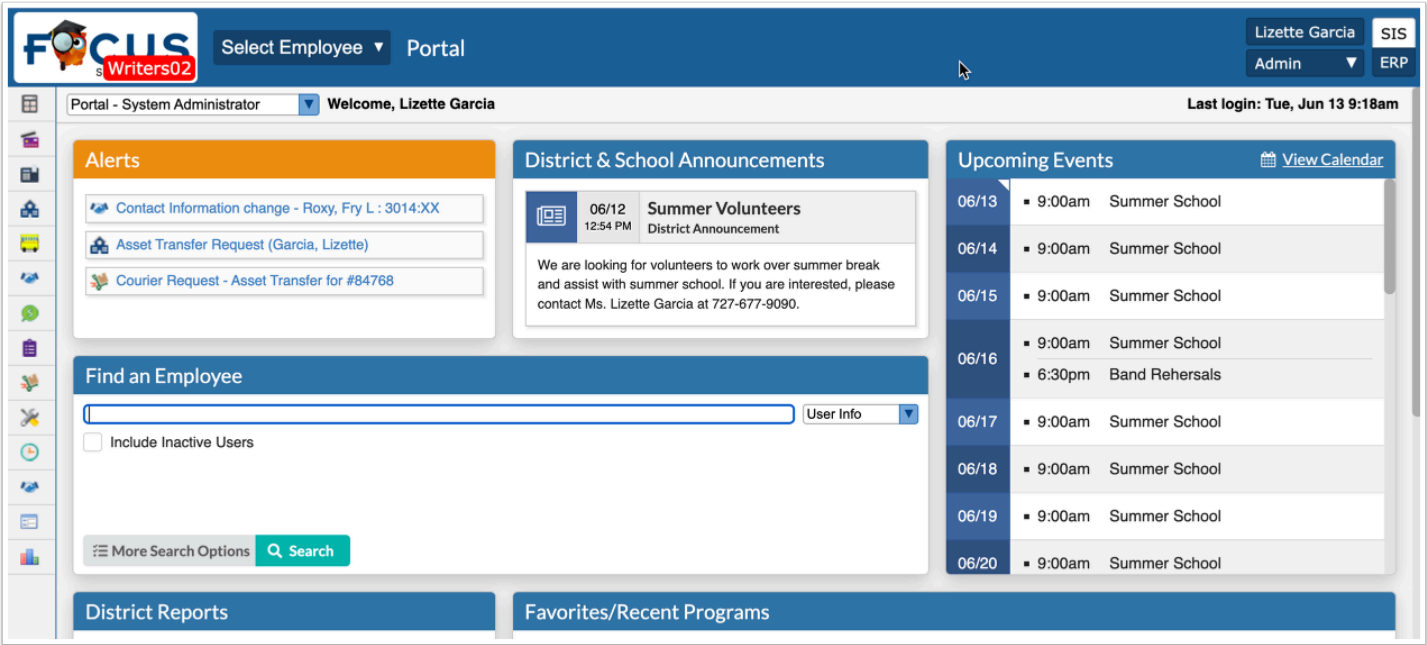 FOCUS
Writers02
Select Employee ▼
Portal
Lizette Garcia
Admin ▼
SIS
ERP
Portal - System Administrator
Welcome, Lizette Garcia
Last login: Tue, Jun 13 9:18am
Alerts
Contact Information change - Roxy, Fry L : 3014:XX
Asset Transfer Request (Garcia, Lizette)
Courier Request - Asset Transfer for #84768
District & School Announcements
06/12
12:54 PM
Summer Volunteers
District Announcement
We are looking for volunteers to work over summer break
and assist with summer school. If you are interested, please
contact Ms. Lizette Garcia at 727-677-9090.
Upcoming Events
View Calendar
06/13 ▪ 9:00am Summer School
06/14 ▪ 9:00am Summer School
06/15 ▪ 9:00am Summer School
06/16 ▪ 9:00am Summer School
▪ 6:30pm Band Rehersals
06/17 ▪ 9:00am Summer School
06/18 ▪ 9:00am Summer School
06/19 ▪ 9:00am Summer School
06/20 ▪ 9:00am Summer School
Find an Employee
User Info
Include Inactive Users
More Search Options
Search
District Reports
Favorites/Recent Programs